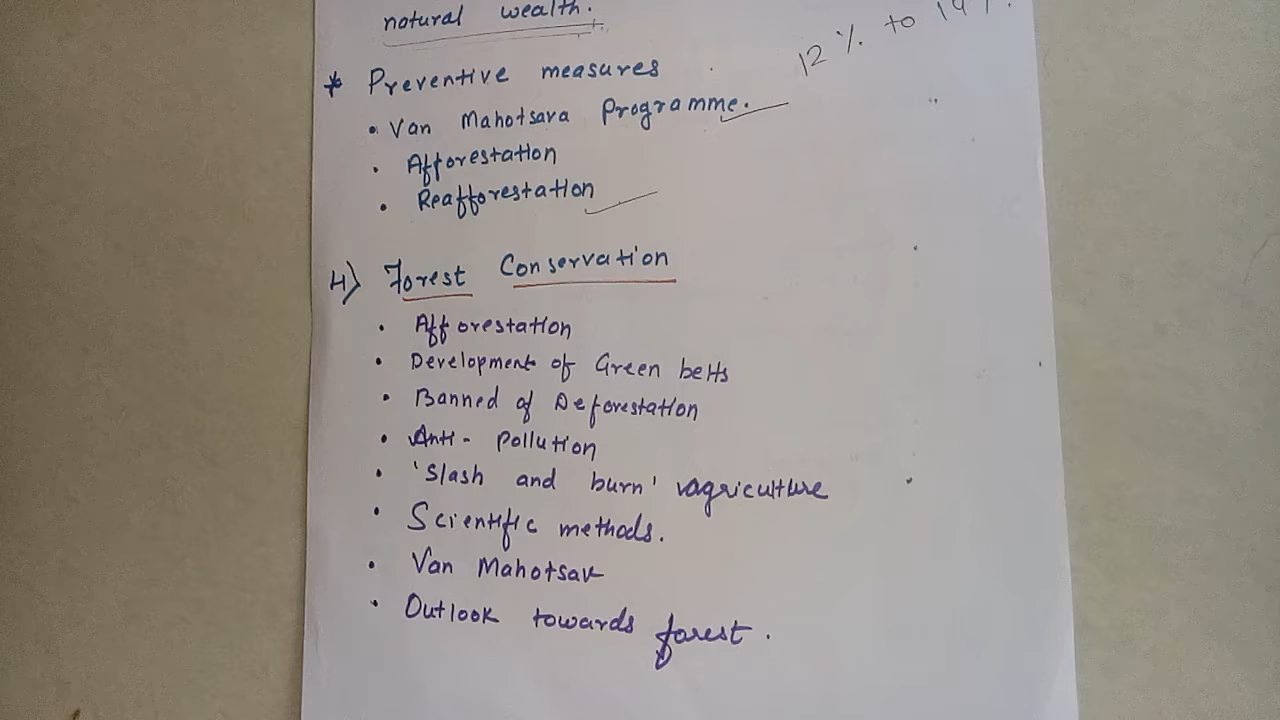 natural wealth.
12 % to 19 %.
* Preventive measures
• Van Mahotsava Programme.
• Afforestation
• Reafforestation
4) Forest Conservation
• Afforestation
• Development of Green belts
• Banned of Deforestation
• Anti - pollution
• 'Slash and burn' agriculture
• Scientific methods.
• Van Mahotsav
• Outlook towards forest.